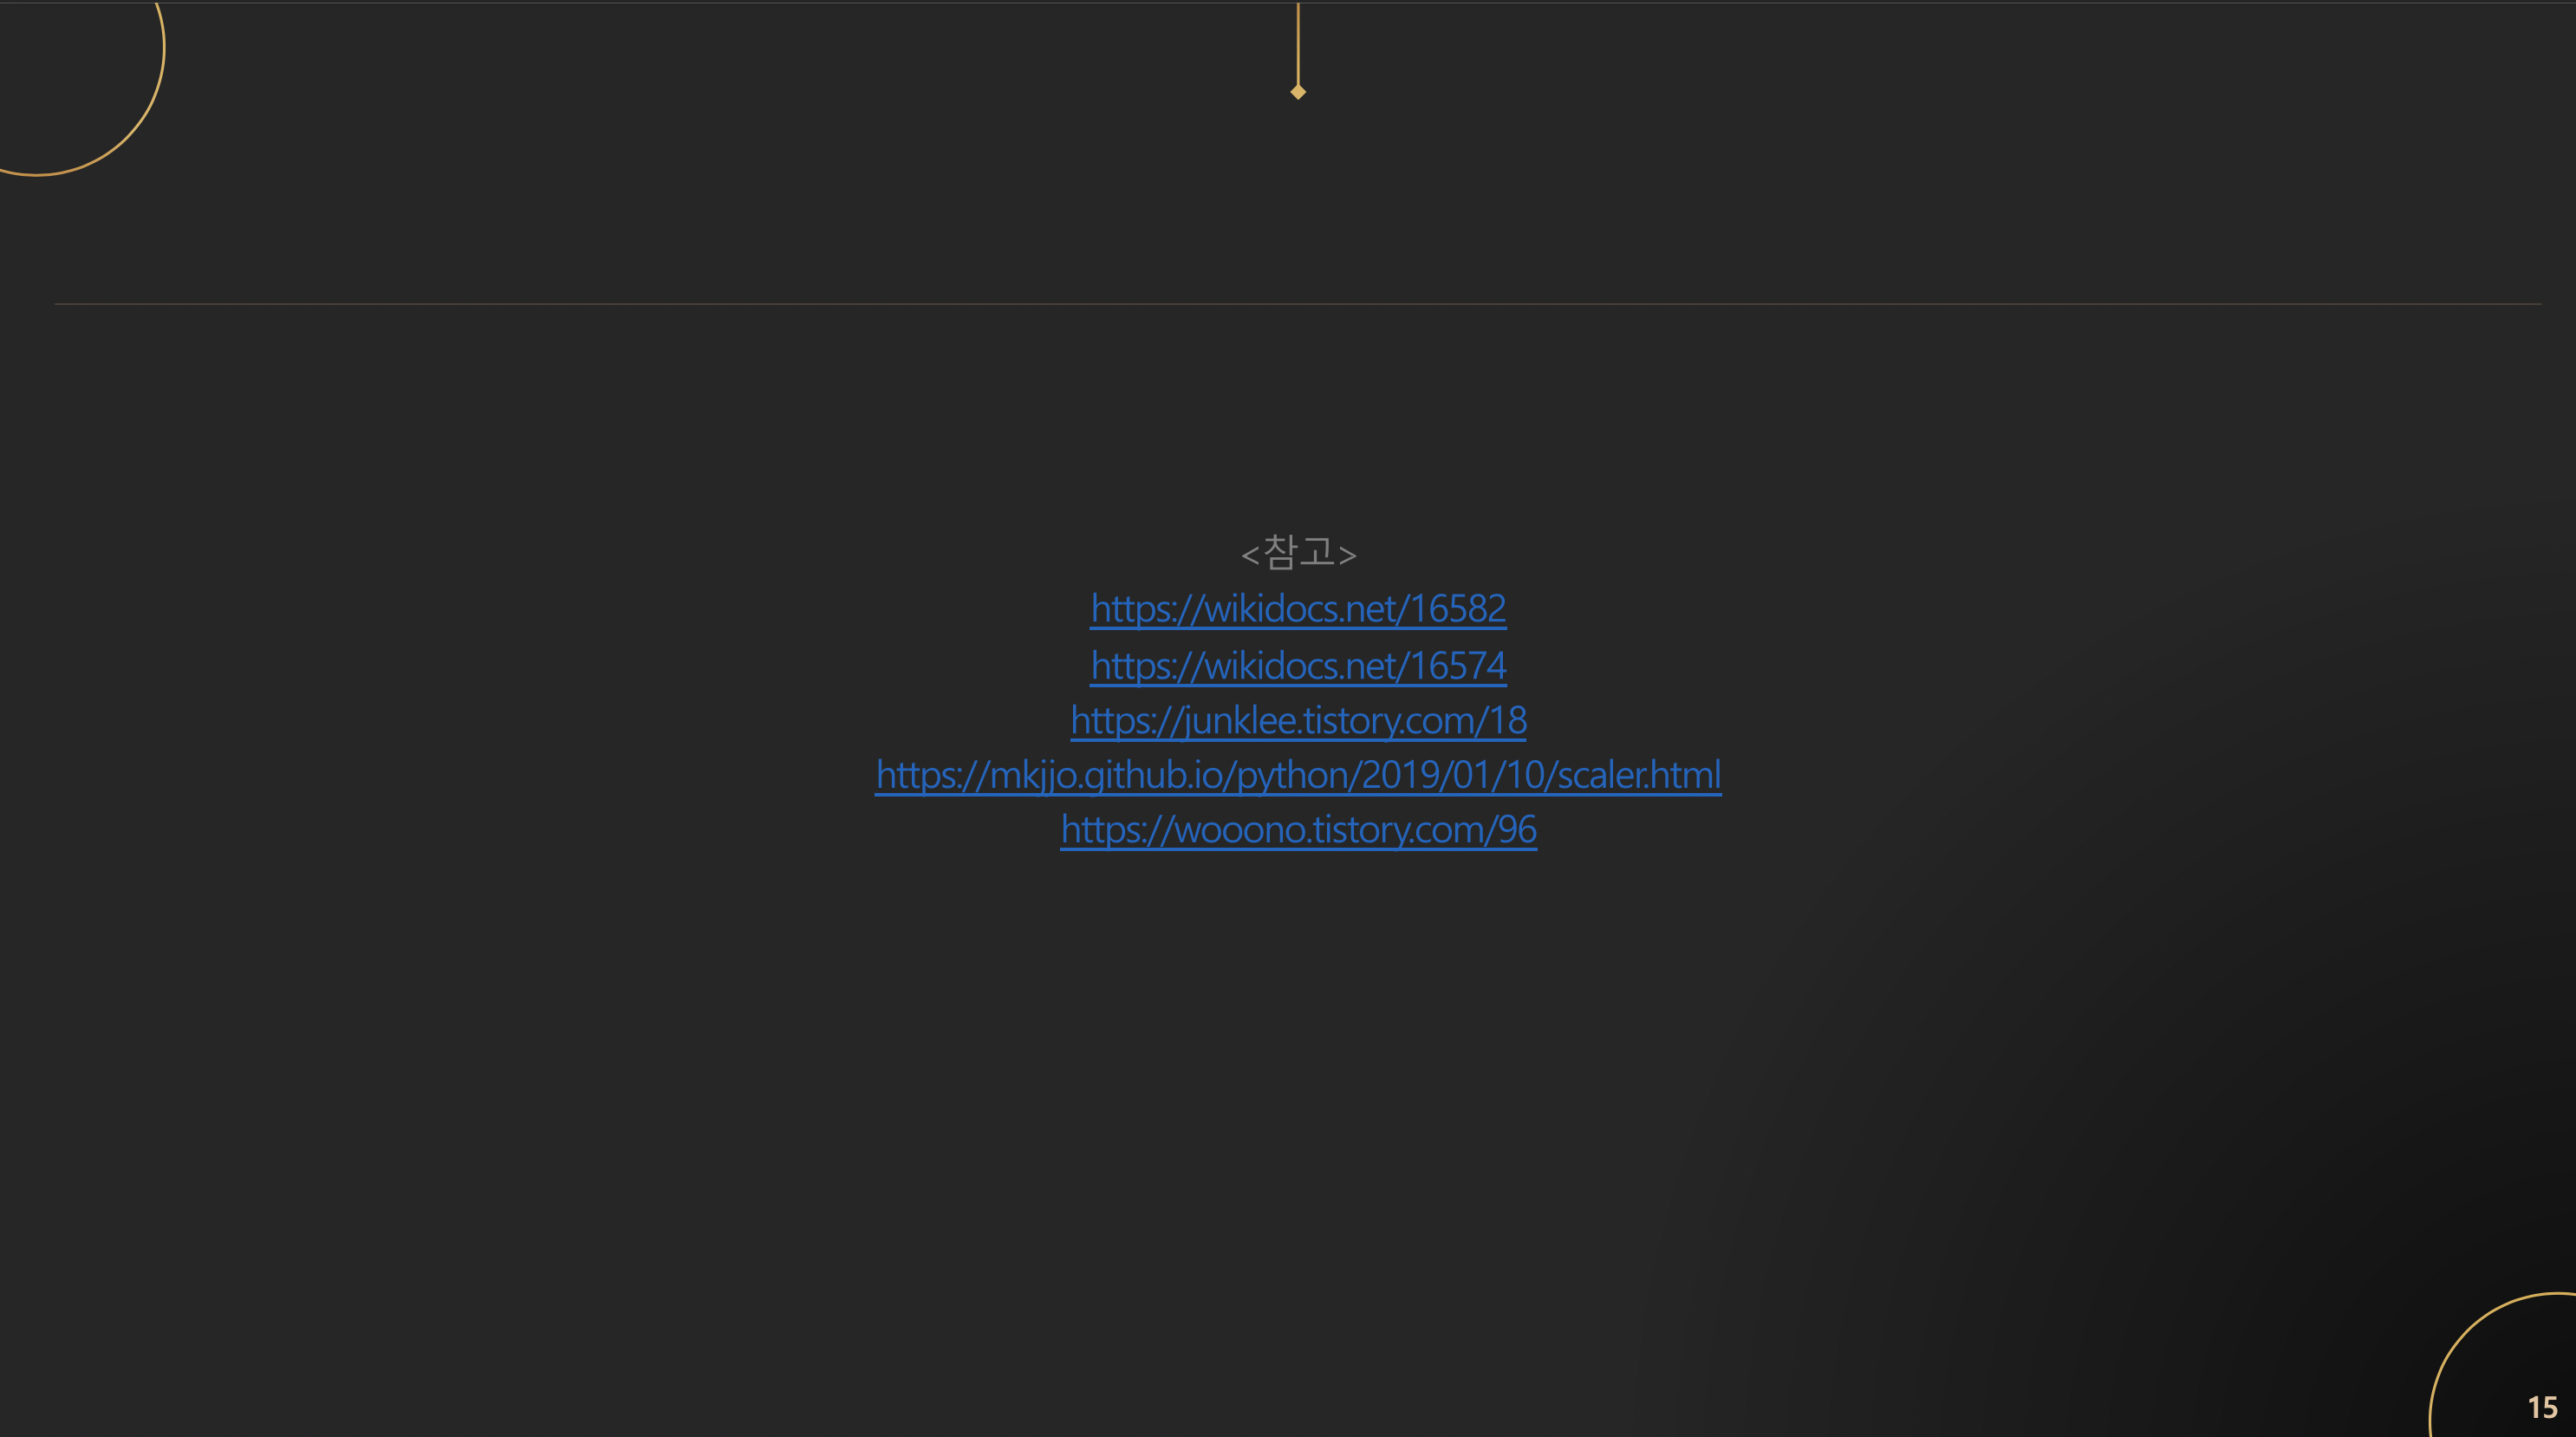 <참고>
https://wikidocs.net/16582
https://wikidocs.net/16574
https://junklee.tistory.com/18
https://mkjjo.github.io/python/2019/01/10/scaler.html
https://wooono.tistory.com/96
15